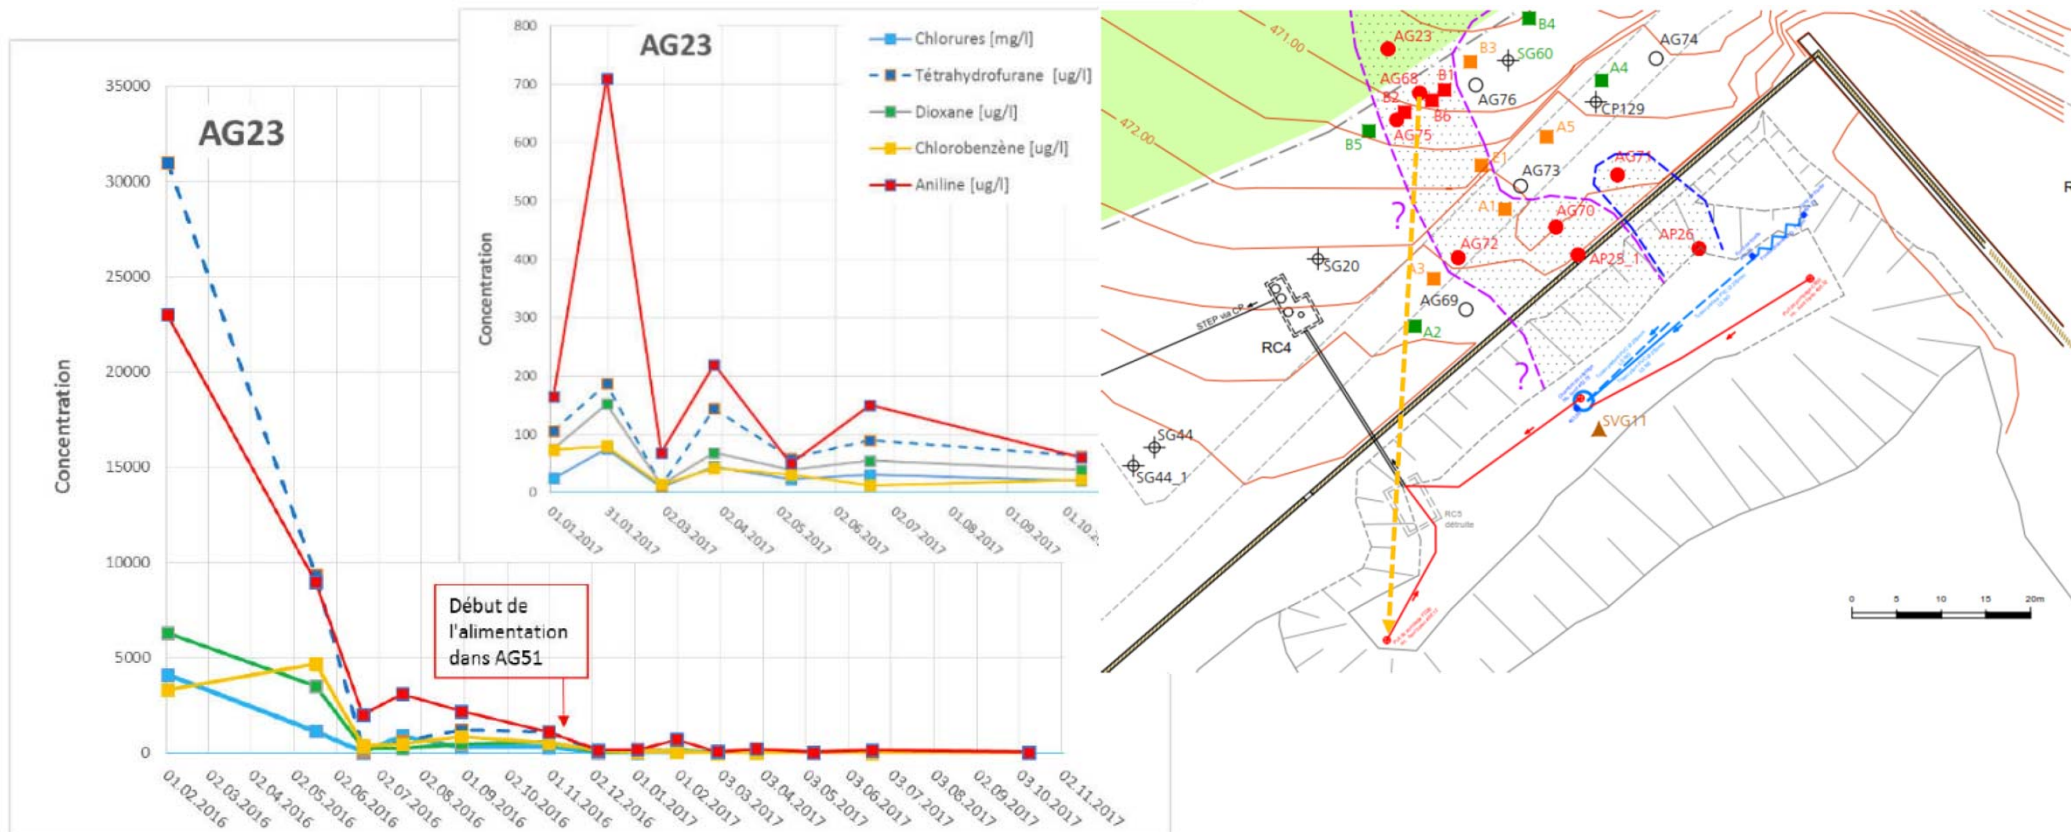 AG23
35000
30000
25000
20000
15000
10000
5000
0
Concentration
01.02.2016
02.03.2016
02.04.2016
02.05.2016
02.06.2016
02.07.2016
02.08.2016
01.09.2016
02.10.2016
01.11.2016
02.12.2016
01.01.2017
01.02.2017
03.03.2017
03.04.2017
03.05.2017
03.06.2017
03.07.2017
03.08.2017
02.09.2017
03.10.2017
02.11.2017
Début de
l'alimentation
dans AG51
AG23
800
700
600
500
400
300
200
100
0
Concentration
01.01.2017
31.01.2017
02.03.2017
02.04.2017
02.05.2017
02.06.2017
02.07.2017
01.08.2017
01.09.2017
01.10.2
Chlorures [mg/l]
Tétrahydrofurane [ug/l]
Dioxane [ug/l]
Chlorobenzène [ug/l]
Aniline [ug/l]
471.00
AG23
B4
B3
SG60
AG74
AG68
B1
A4
B2
AG76
B6
CP129
472.00
B5
AG75
A5
AG71
AG73
?
A1
AG70
AG72
AP26
AP25_1
SG20
A3
AG69
STEP via CP
A2
RC4
?
SVG11
SG44
SG44_1
RC5
détruite
R
0 5 10 15 20m